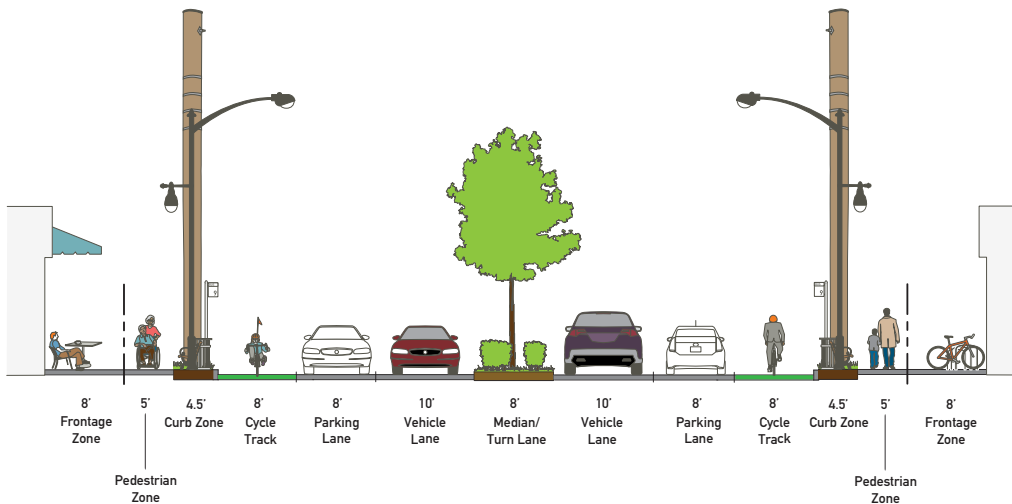 8’
5’
4.5’
8’
8’
10’
8’
10’
8’
8’
4.5’
5’
8’
Frontage
Zone
Curb Zone
Cycle
Track
Parking
Lane
Vehicle
Lane
Median/
Turn Lane
Vehicle
Lane
Parking
Lane
Cycle
Track
Curb Zone
Frontage
Zone
Pedestrian
Zone
Pedestrian
Zone